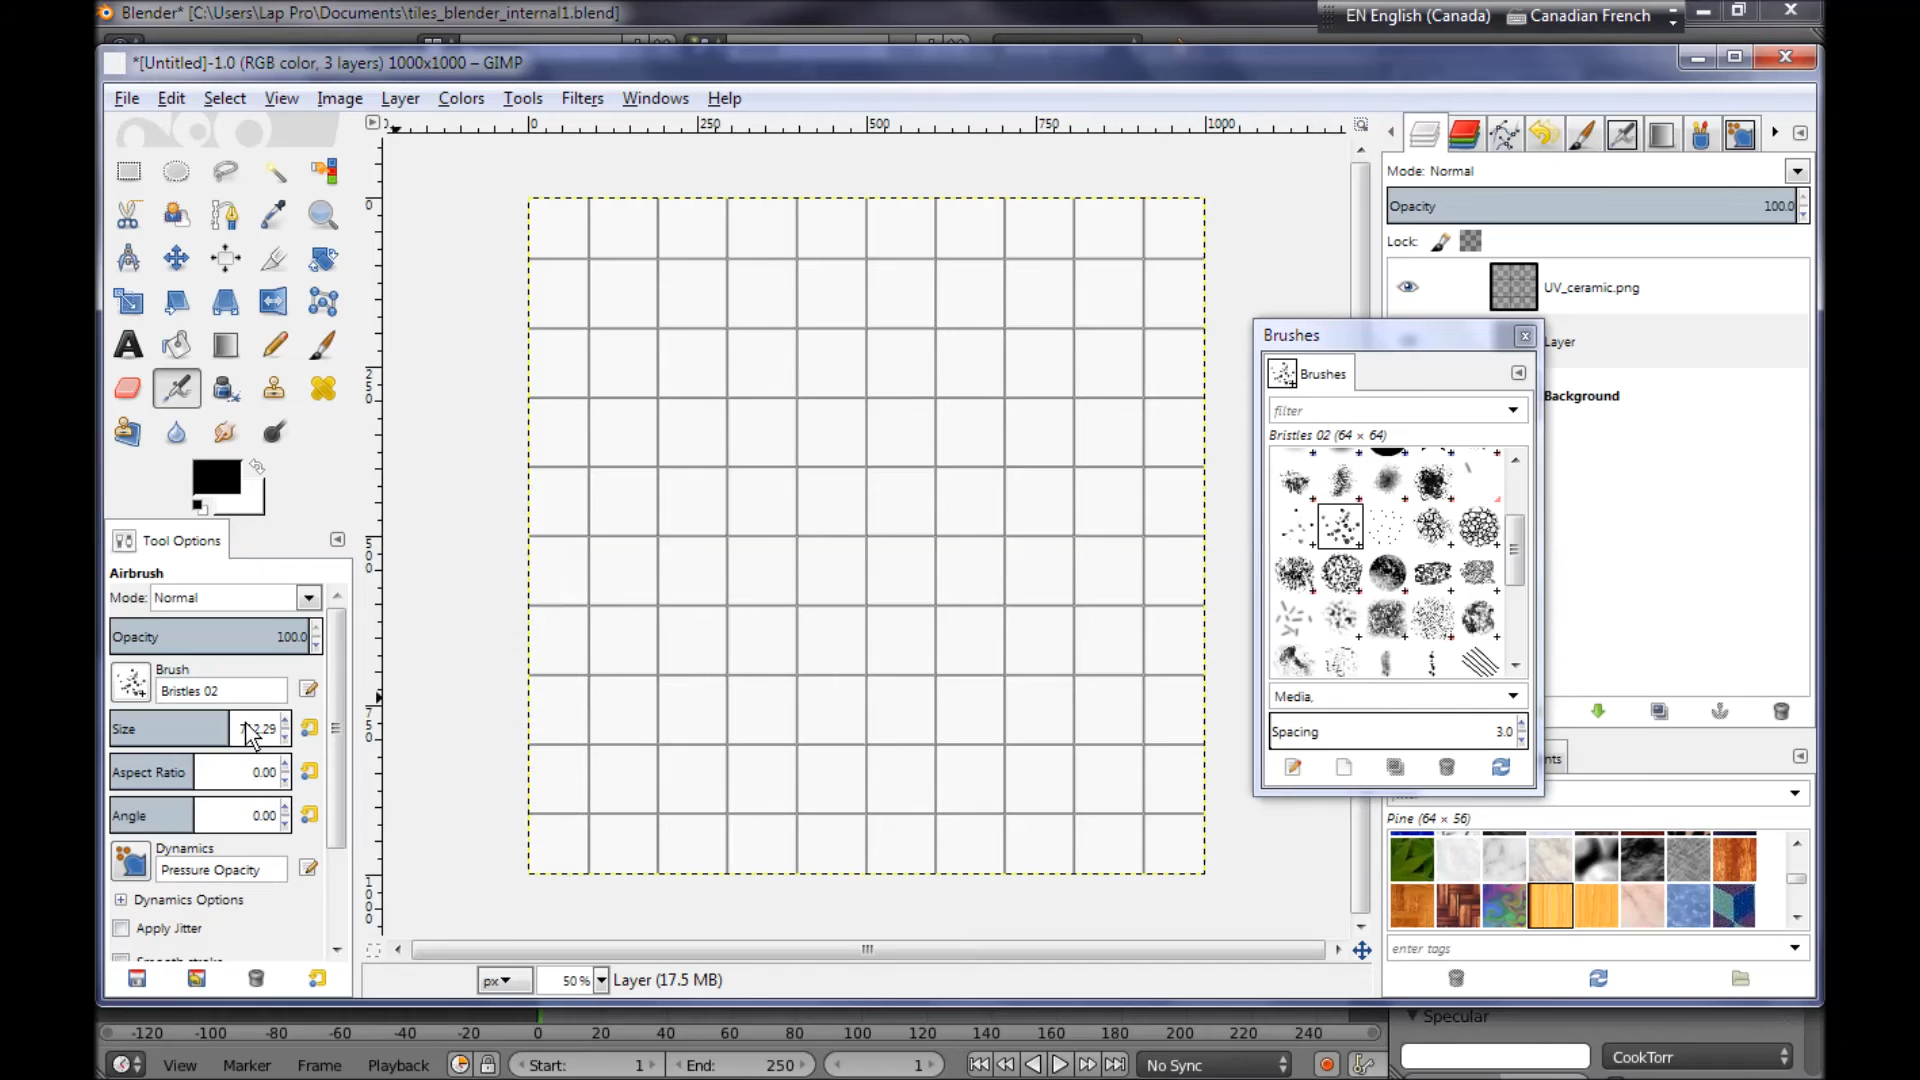 Blender* [C:\Users\Lap Pro\Documents\tiles_blender_internal1.blend]
EN English (Canada) Canadian French
*[Untitled]-1.0 (RGB color, 3 layers) 1000x1000 – GIMP
File Edit Select View Image Layer Colors Tools Filters Windows Help
0 250 500 750 1000
Mode: Normal
Opacity 100.0
Lock:
UV_ceramic.png
Layer
Background
Brushes
Brushes
filter
Bristles 02 (64 × 64)
Media,
Spacing 3.0
Pine (64 × 56)
enter tags
0
250
500
750
1000
Tool Options
Airbrush
Mode: Normal
Opacity 100.0
Brush
Bristles 02
Size
Aspect Ratio 0.00
Angle 0.00
Dynamics
Pressure Opacity
Dynamics Options
Apply Jitter
px 50 % Layer (17.5 MB)
-120 -100 -80 -60 -40 -20 0 20 40 60 80 100 120 140 160 180 200 220 240
View Marker Frame Playback Start: 1 End: 250 1 No Sync
Specular
CookTorr